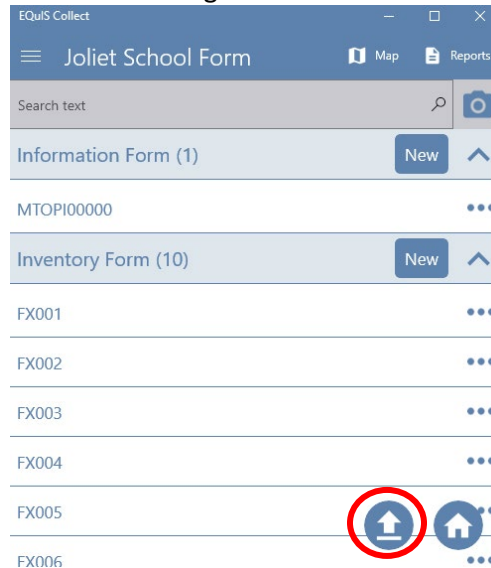 EQuIS Collect
Joliet School Form Map Reports
Search text
Information Form (1) New
MTOPI00000
Inventory Form (10) New
FX001
FX002
FX003
FX004
FX005
FX006